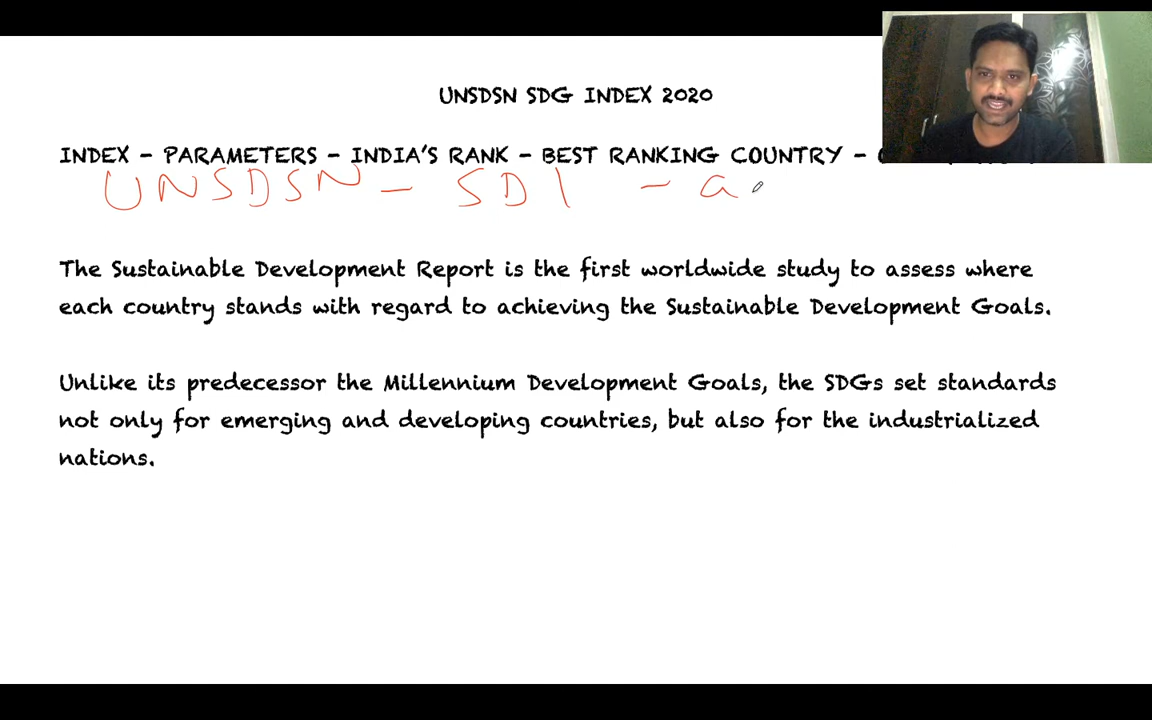 UNSDSN SDG INDEX 2020
INDEX - PARAMETERS - INDIA'S RANK - BEST RANKING COUNTRY -
UNSDSN - SDI - a
The Sustainable Development Report is the first worldwide study to assess where
each country stands with regard to achieving the Sustainable Development Goals.
Unlike its predecessor the Millennium Development Goals, the SDGs set standards
not only for emerging and developing countries, but also for the industrialized
nations.